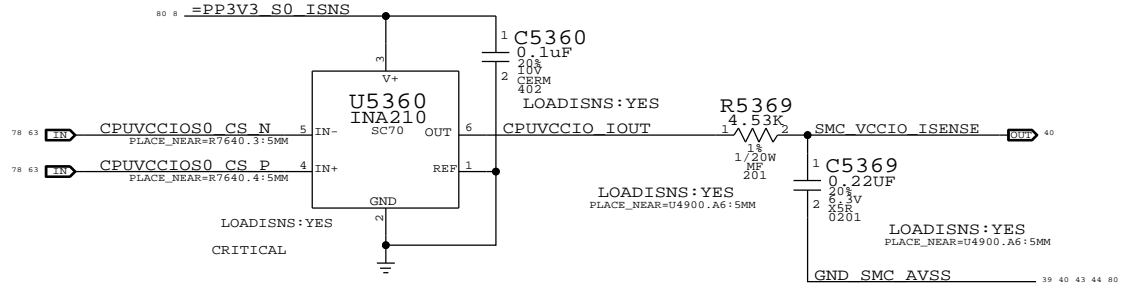 80 8 =PP3V3_S0_ISNS
1 C5360
0.1uF
20%
10V
2 CERM
402
3
V+
U5360
INA210
SC70
LOADISNS:YES
78 63 IN CPUVCCIOS0_CS_N 5 IN-
PLACE_NEAR=R7640.3:5MM
OUT 6 CPUVCCIO_IOUT
R5369
4.53K
1 2
1%
1/20W
MF
201
SMC_VCCIO_ISENSE OUT 40
78 63 IN CPUVCCIOS0_CS_P 4 IN+
PLACE_NEAR=R7640.4:5MM
REF 1
1 C5369
0.22UF
20%
6.3V
2 X5R
0201
LOADISNS:YES
PLACE_NEAR=U4900.A6:5MM
GND
2
LOADISNS:YES
CRITICAL
LOADISNS:YES
PLACE_NEAR=U4900.A6:5MM
GND_SMC_AVSS 39 40 43 44 80